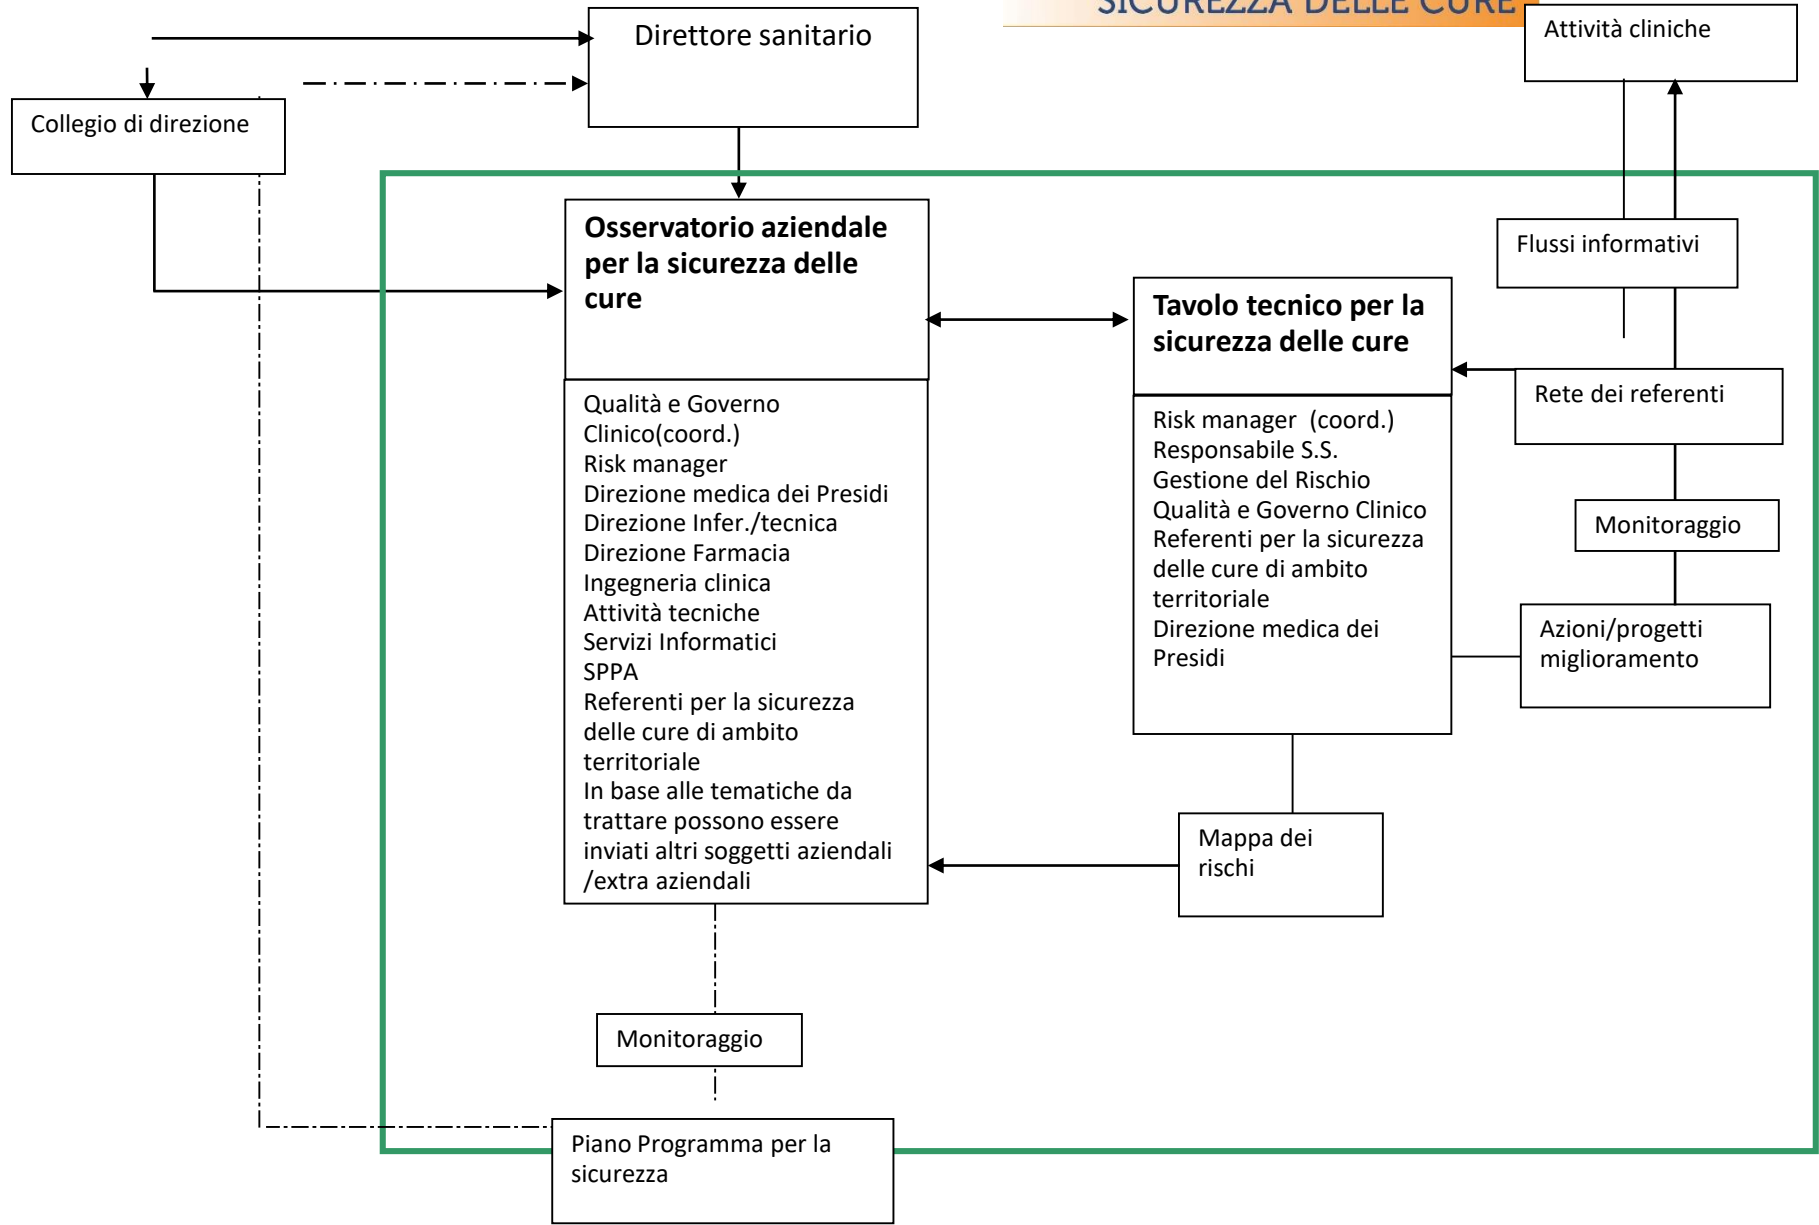 SICUREZZA DELLE CURE
Direttore sanitario
Attività cliniche
Collegio di direzione
Osservatorio aziendale
per la sicurezza delle
cure
Flussi informativi
Tavolo tecnico per la
sicurezza delle cure
Rete dei referenti
Qualità e Governo
Clinico(coord.)
Risk manager
Direzione medica dei Presidi
Direzione Infer./tecnica
Direzione Farmacia
Ingegneria clinica
Attività tecniche
Servizi Informatici
SPPA
Referenti per la sicurezza
delle cure di ambito
territoriale
In base alle tematiche da
trattare possono essere
inviati altri soggetti aziendali
/extra aziendali
Risk manager (coord.)
Responsabile S.S.
Gestione del Rischio
Qualità e Governo Clinico
Referenti per la sicurezza
delle cure di ambito
territoriale
Direzione medica dei
Presidi
Monitoraggio
Azioni/progetti
miglioramento
Mappa dei
rischi
Monitoraggio
Piano Programma per la
sicurezza